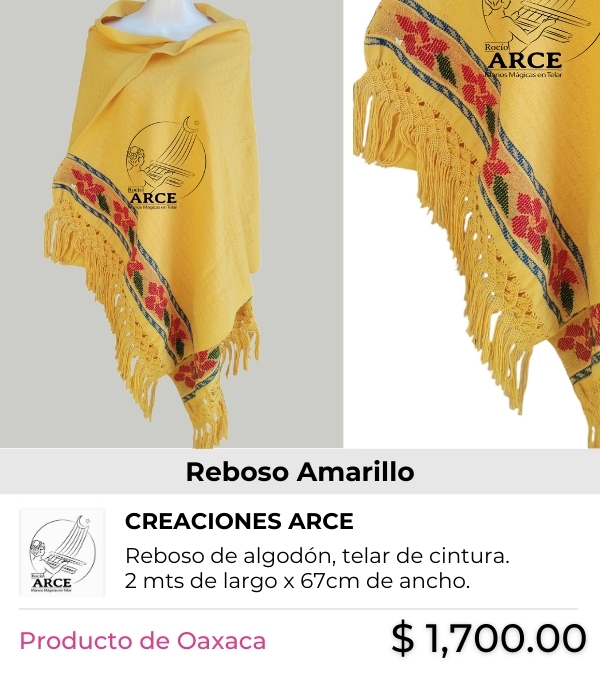 Rocío
ARCE
Manos Mágicas en Telar
Rocío
ARCE
Manos Mágicas en Telar
Reboso Amarillo
CREACIONES ARCE
Reboso de algodón, telar de cintura.
2 mts de largo x 67cm de ancho.
Rocío
ARCE
Manos Mágicas en Telar
Producto de Oaxaca
$ 1,700.00